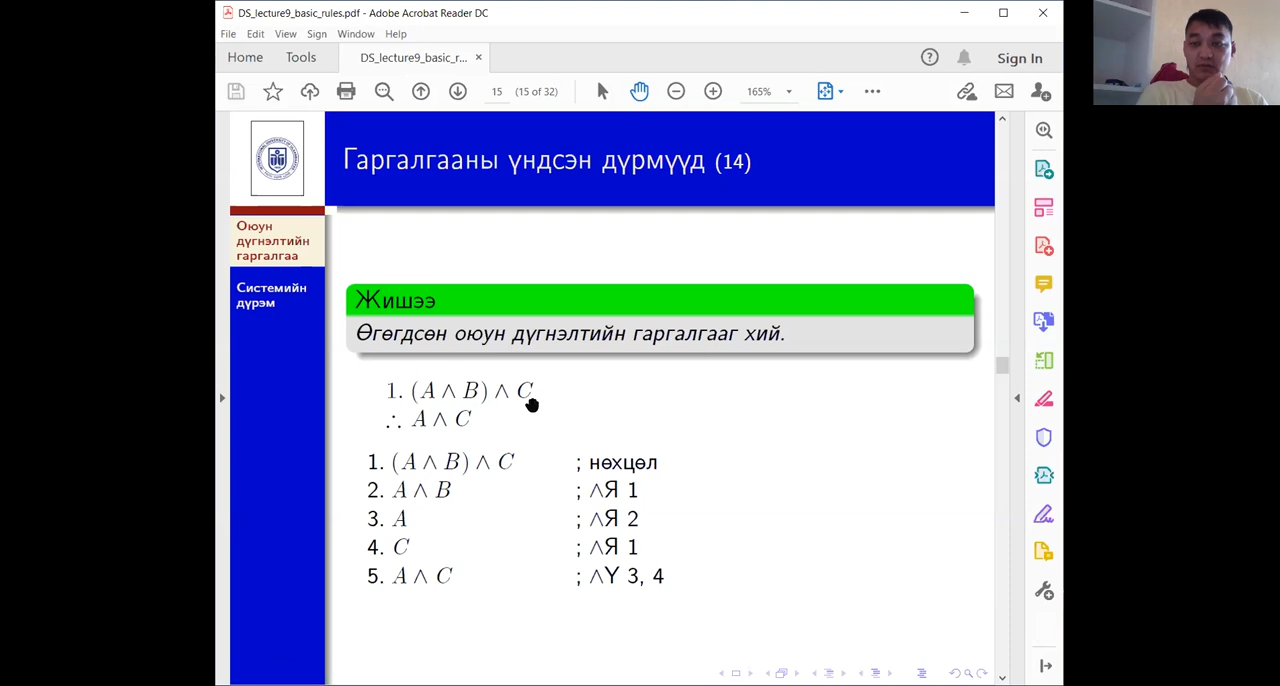 DS_lecture9_basic_rules.pdf - Adobe Acrobat Reader DC
File Edit View Sign Window Help
Home Tools DS_lecture9_basic_r... × Sign In
15 (15 of 32) 165%
Гаргалгааны үндсэн дүрмүүд (14)
Оюун
дүгнэлтийн
гаргалгаа
Системийн
дүрэм
Жишээ
Өгөгдсөн оюун дүгнэлтийн гаргалгааг хий.
1. (A ∧ B) ∧ C
∴ A ∧ C
1. (A ∧ B) ∧ C ; нөхцөл
2. A ∧ B ; ∧Я 1
3. A ; ∧Я 2
4. C ; ∧Я 1
5. A ∧ C ; ∧Ү 3, 4